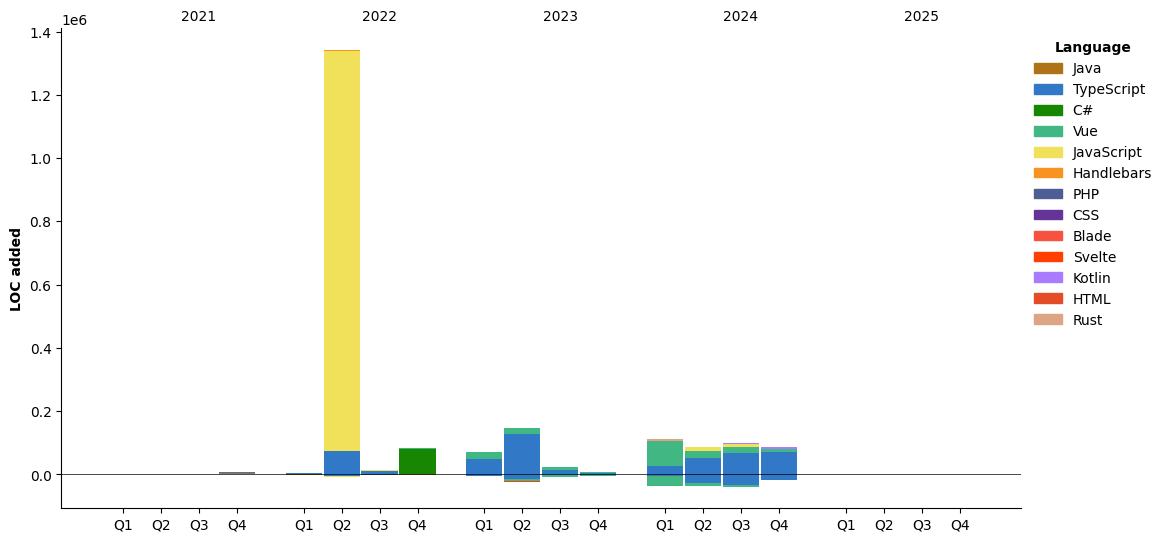 2021 2022 2023 2024 2025
1e6
1.4
1.2
1.0
0.8
0.6
0.4
0.2
0.0
LOC added
Q1 Q2 Q3 Q4 Q1 Q2 Q3 Q4 Q1 Q2 Q3 Q4 Q1 Q2 Q3 Q4 Q1 Q2 Q3 Q4
Language
Java
TypeScript
C#
Vue
JavaScript
Handlebars
PHP
CSS
Blade
Svelte
Kotlin
HTML
Rust